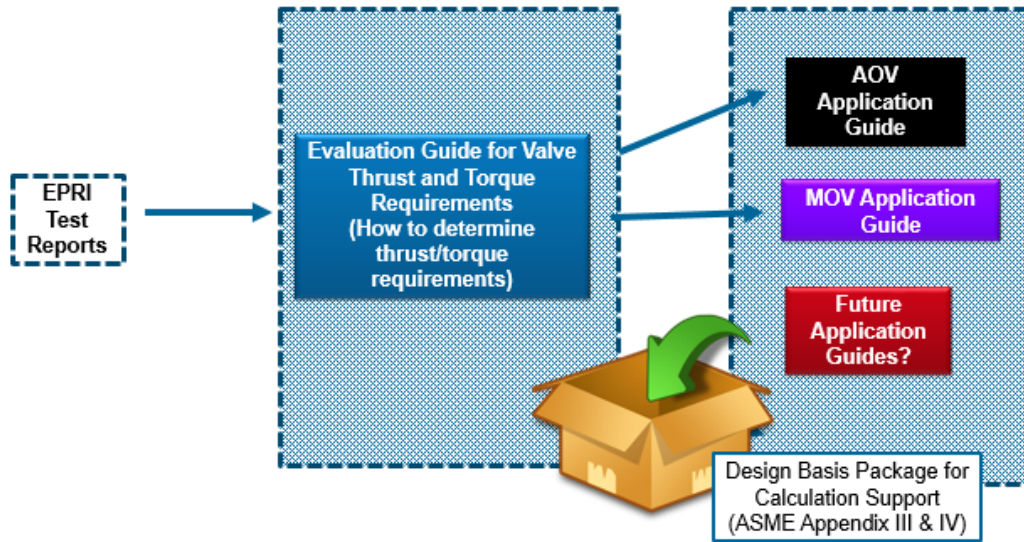 EPRI
Test
Reports
Evaluation Guide for Valve
Thrust and Torque
Requirements
(How to determine
thrust/torque
requirements)
AOV
Application
Guide
MOV Application
Guide
Future
Application
Guides?
Design Basis Package for
Calculation Support
(ASME Appendix III & IV)